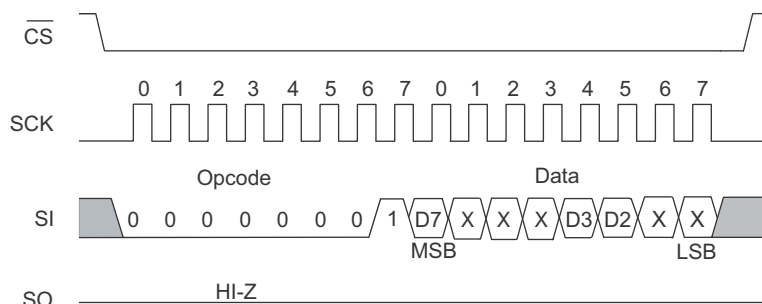 CS
0 1 2 3 4 5 6 7 0 1 2 3 4 5 6 7
SCK
Opcode Data
SI 0 0 0 0 0 0 0 1 D7 X X X D3 D2 X X
MSB LSB
HI-Z
SO